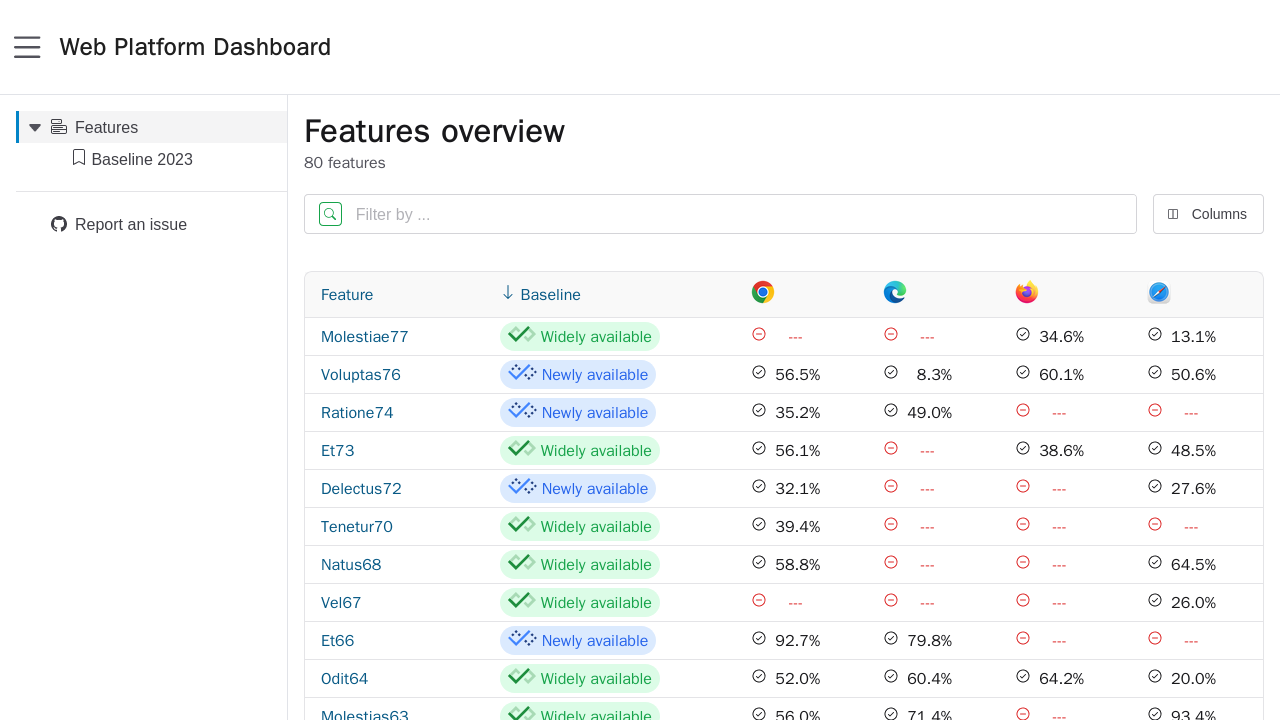 Web Platform Dashboard
Features
Baseline 2023
Report an issue
Features overview
80 features
Filter by ...
Columns
Feature Baseline
Molestiae77 Widely available --- --- 34.6% 13.1%
Voluptas76 Newly available 56.5% 8.3% 60.1% 50.6%
Ratione74 Newly available 35.2% 49.0% --- ---
Et73 Widely available 56.1% --- 38.6% 48.5%
Delectus72 Newly available 32.1% --- --- 27.6%
Tenetur70 Widely available 39.4% --- --- ---
Natus68 Widely available 58.8% --- --- 64.5%
Vel67 Widely available --- --- --- 26.0%
Et66 Newly available 92.7% 79.8% --- ---
Odit64 Widely available 52.0% 60.4% 64.2% 20.0%
Molestias63 Widely available 56.0% 71.4% --- 93.4%